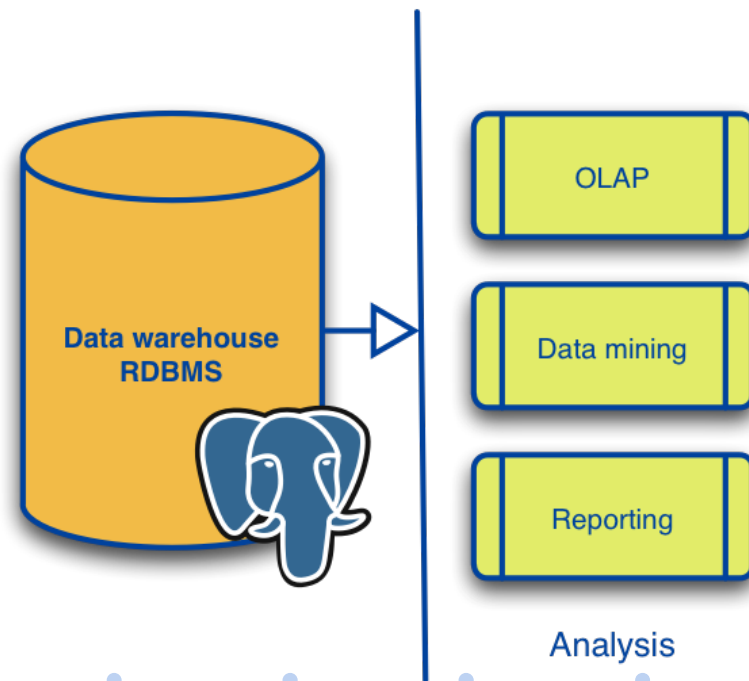 Data warehouse
RDBMS
OLAP
Data mining
Reporting
Analysis